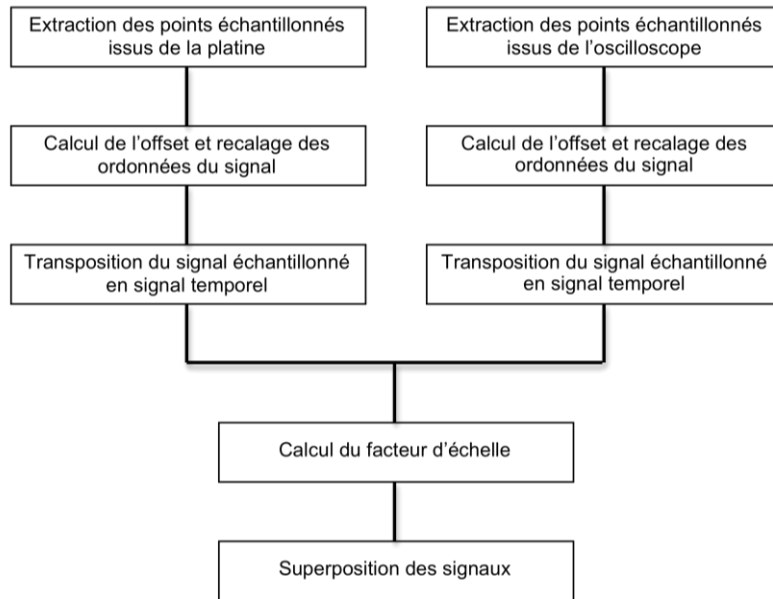 Extraction des points échantillonnés
issus de la platine
Extraction des points échantillonnés
issus de l’oscilloscope
Calcul de l’offset et recalage des
ordonnées du signal
Calcul de l’offset et recalage des
ordonnées du signal
Transposition du signal échantillonné
en signal temporel
Transposition du signal échantillonné
en signal temporel
Calcul du facteur d’échelle
Superposition des signaux